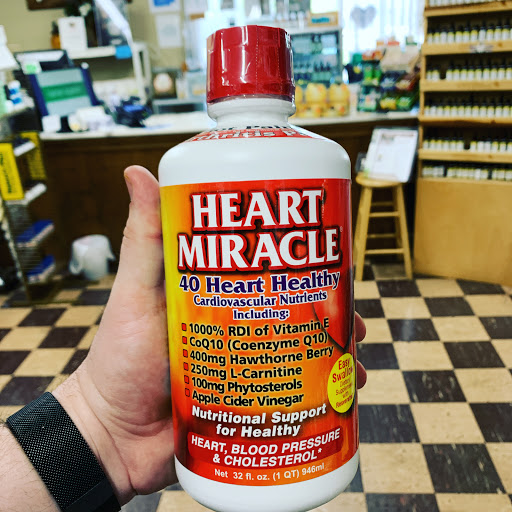 HEART
MIRACLE
40 Heart Healthy
Cardiovascular Nutrients
Including:
1000% RDI of Vitamin E
CoQ10 (Coenzyme Q10)
400mg Hawthorne Berry
250mg L-Carnitine
100mg Phytosterols
Apple Cider Vinegar
Easy
Swallow
Nutritional Support
for Healthy
HEART, BLOOD PRESSURE
& CHOLESTEROL*
Net 32 fl. oz. (1 QT) 946ml